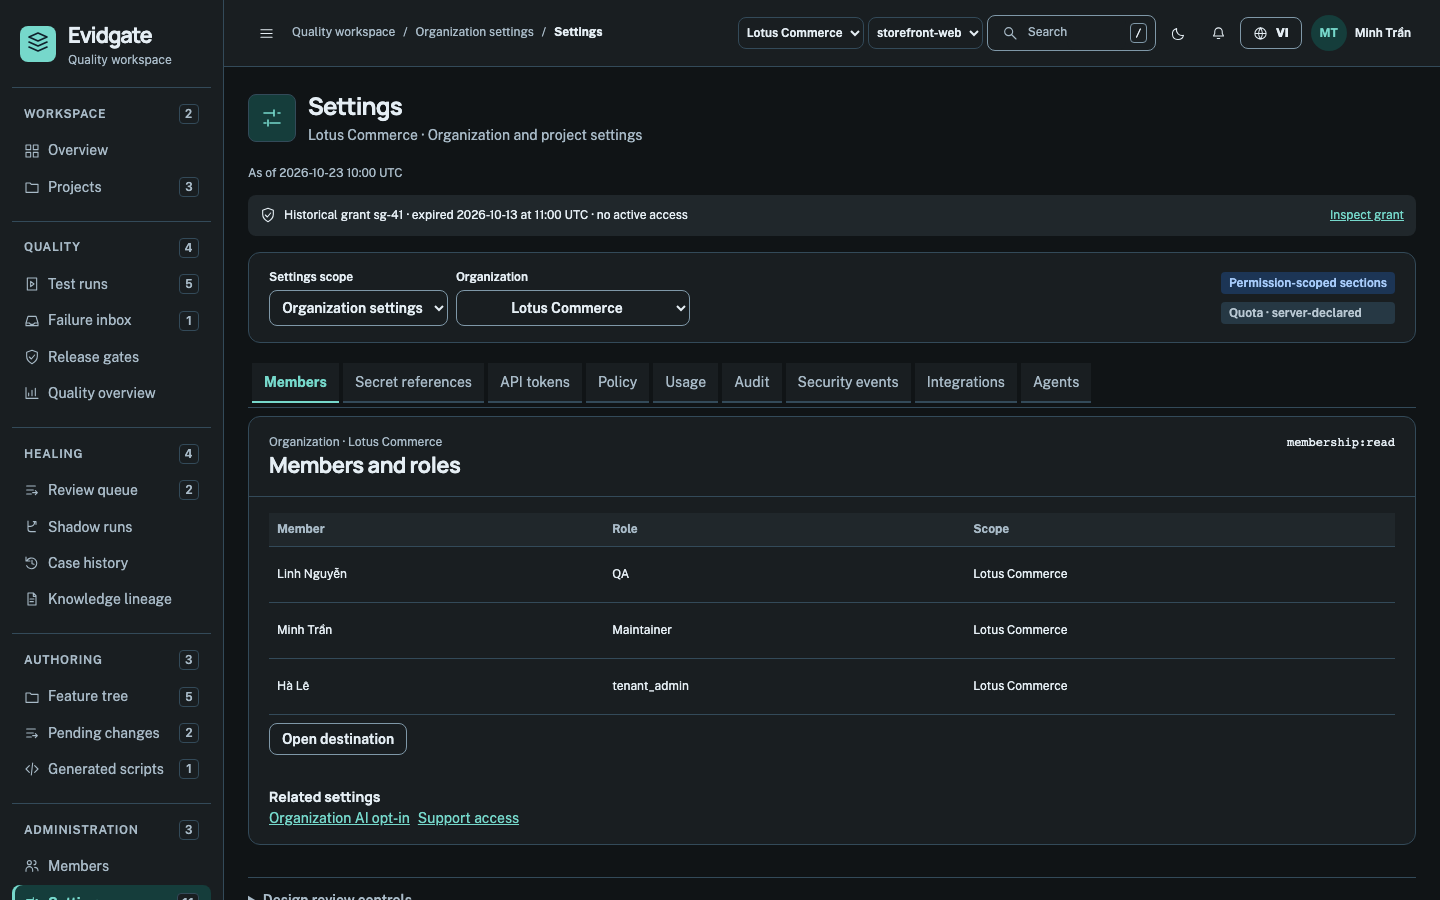 Evidgate
Quality workspace
WORKSPACE 2
Overview
Projects 3
QUALITY 4
Test runs 5
Failure inbox 1
Release gates
Quality overview
HEALING 4
Review queue 2
Shadow runs
Case history
Knowledge lineage
AUTHORING 3
Feature tree 5
Pending changes 2
Generated scripts 1
ADMINISTRATION 3
Members
Quality workspace / Organization settings / Settings
Lotus Commerce storefront-web Search / VI MT Minh Trần
Settings
Lotus Commerce · Organization and project settings
As of 2026-10-23 10:00 UTC
Historical grant sg-41 · expired 2026-10-13 at 11:00 UTC · no active access Inspect grant
Settings scope Organization
Organization settings Lotus Commerce
Permission-scoped sections
Quota · server-declared
Members Secret references API tokens Policy Usage Audit Security events Integrations Agents
Organization · Lotus Commerce membership:read
Members and roles
Member Role Scope
Linh Nguyễn QA Lotus Commerce
Minh Trần Maintainer Lotus Commerce
Hà Lê tenant_admin Lotus Commerce
Open destination
Related settings
Organization AI opt-in Support access
Design review controls